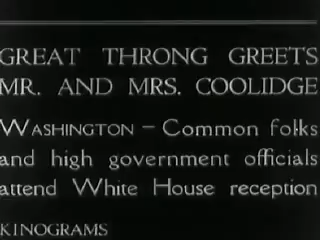 GREAT THRONG GREETS
MR. AND MRS. COOLIDGE
WASHINGTON – Common folks
and high government officials
attend White House reception
KINOGRAMS